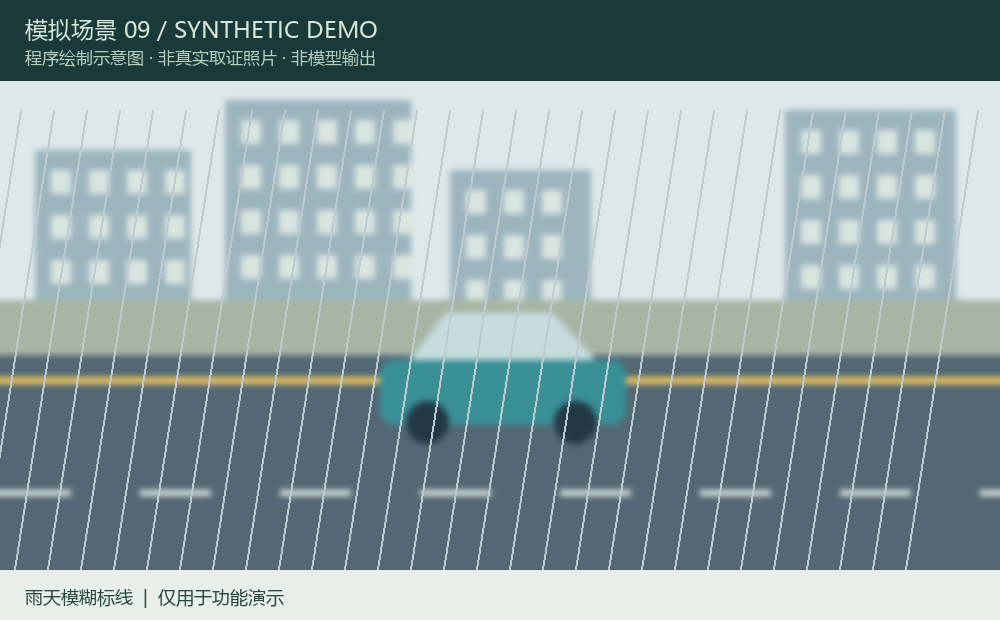 模拟场景 09 / SYNTHETIC DEMO
程序绘制示意图 · 非真实取证照片 · 非模型输出
雨天模糊标线 | 仅用于功能演示